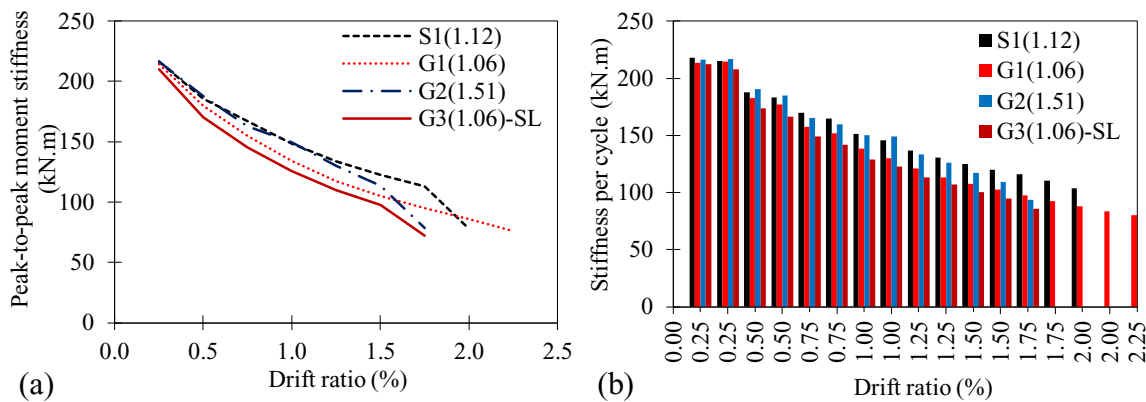 250
200
150
100
50
0
Peak-to-peak moment stiffness
(kN.m)
S1(1.12)
G1(1.06)
G2(1.51)
G3(1.06)-SL
0.0 0.5 1.0 1.5 2.0 2.5
Drift ratio (%)
(a)
250
200
150
100
50
0
Stiffness per cycle (kN.m)
S1(1.12)
G1(1.06)
G2(1.51)
G3(1.06)-SL
0.00 0.25 0.25 0.50 0.50 0.75 0.75 1.00 1.00 1.25 1.25 1.50 1.50 1.75 1.75 2.00 2.00 2.25
Drift ratio (%)
(b)